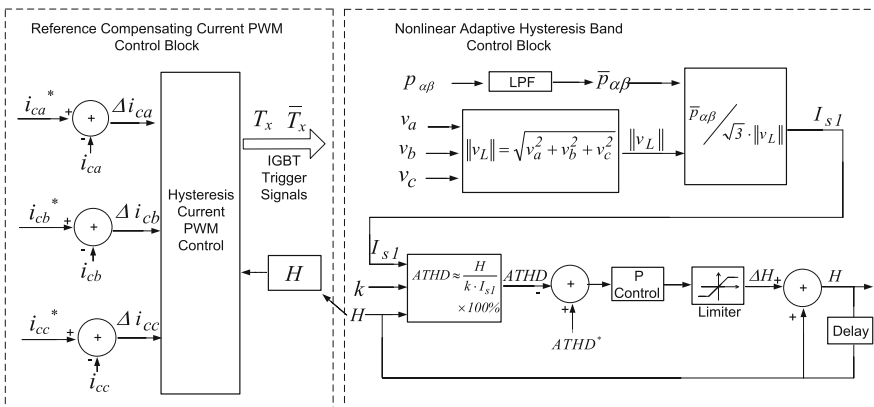 Reference Compensating Current PWM
Control Block
i_ca*
+
+
-
Δi_ca
i_ca
i_cb*
+
+
-
Δ i_cb
i_cb
i_cc*
+
+
-
Δ i_cc
i_cc
Hysteresis
Current
PWM
Control
T_x T̅_x
IGBT
Trigger
Signals
H
Nonlinear Adaptive Hysteresis Band
Control Block
p_αβ
LPF
p̅_αβ
v_a
v_b
v_c
‖v_L‖ = √(v_a² + v_b² + v_c²)
‖v_L‖
p̅_αβ / √3 · ‖v_L‖
I_s1
I_s1
k
H
ATHD ≈ H / k · I_s1
×100%
ATHD
-
+
+
ATHD*
P
Control
Limiter
ΔH
+
+
+
H
Delay